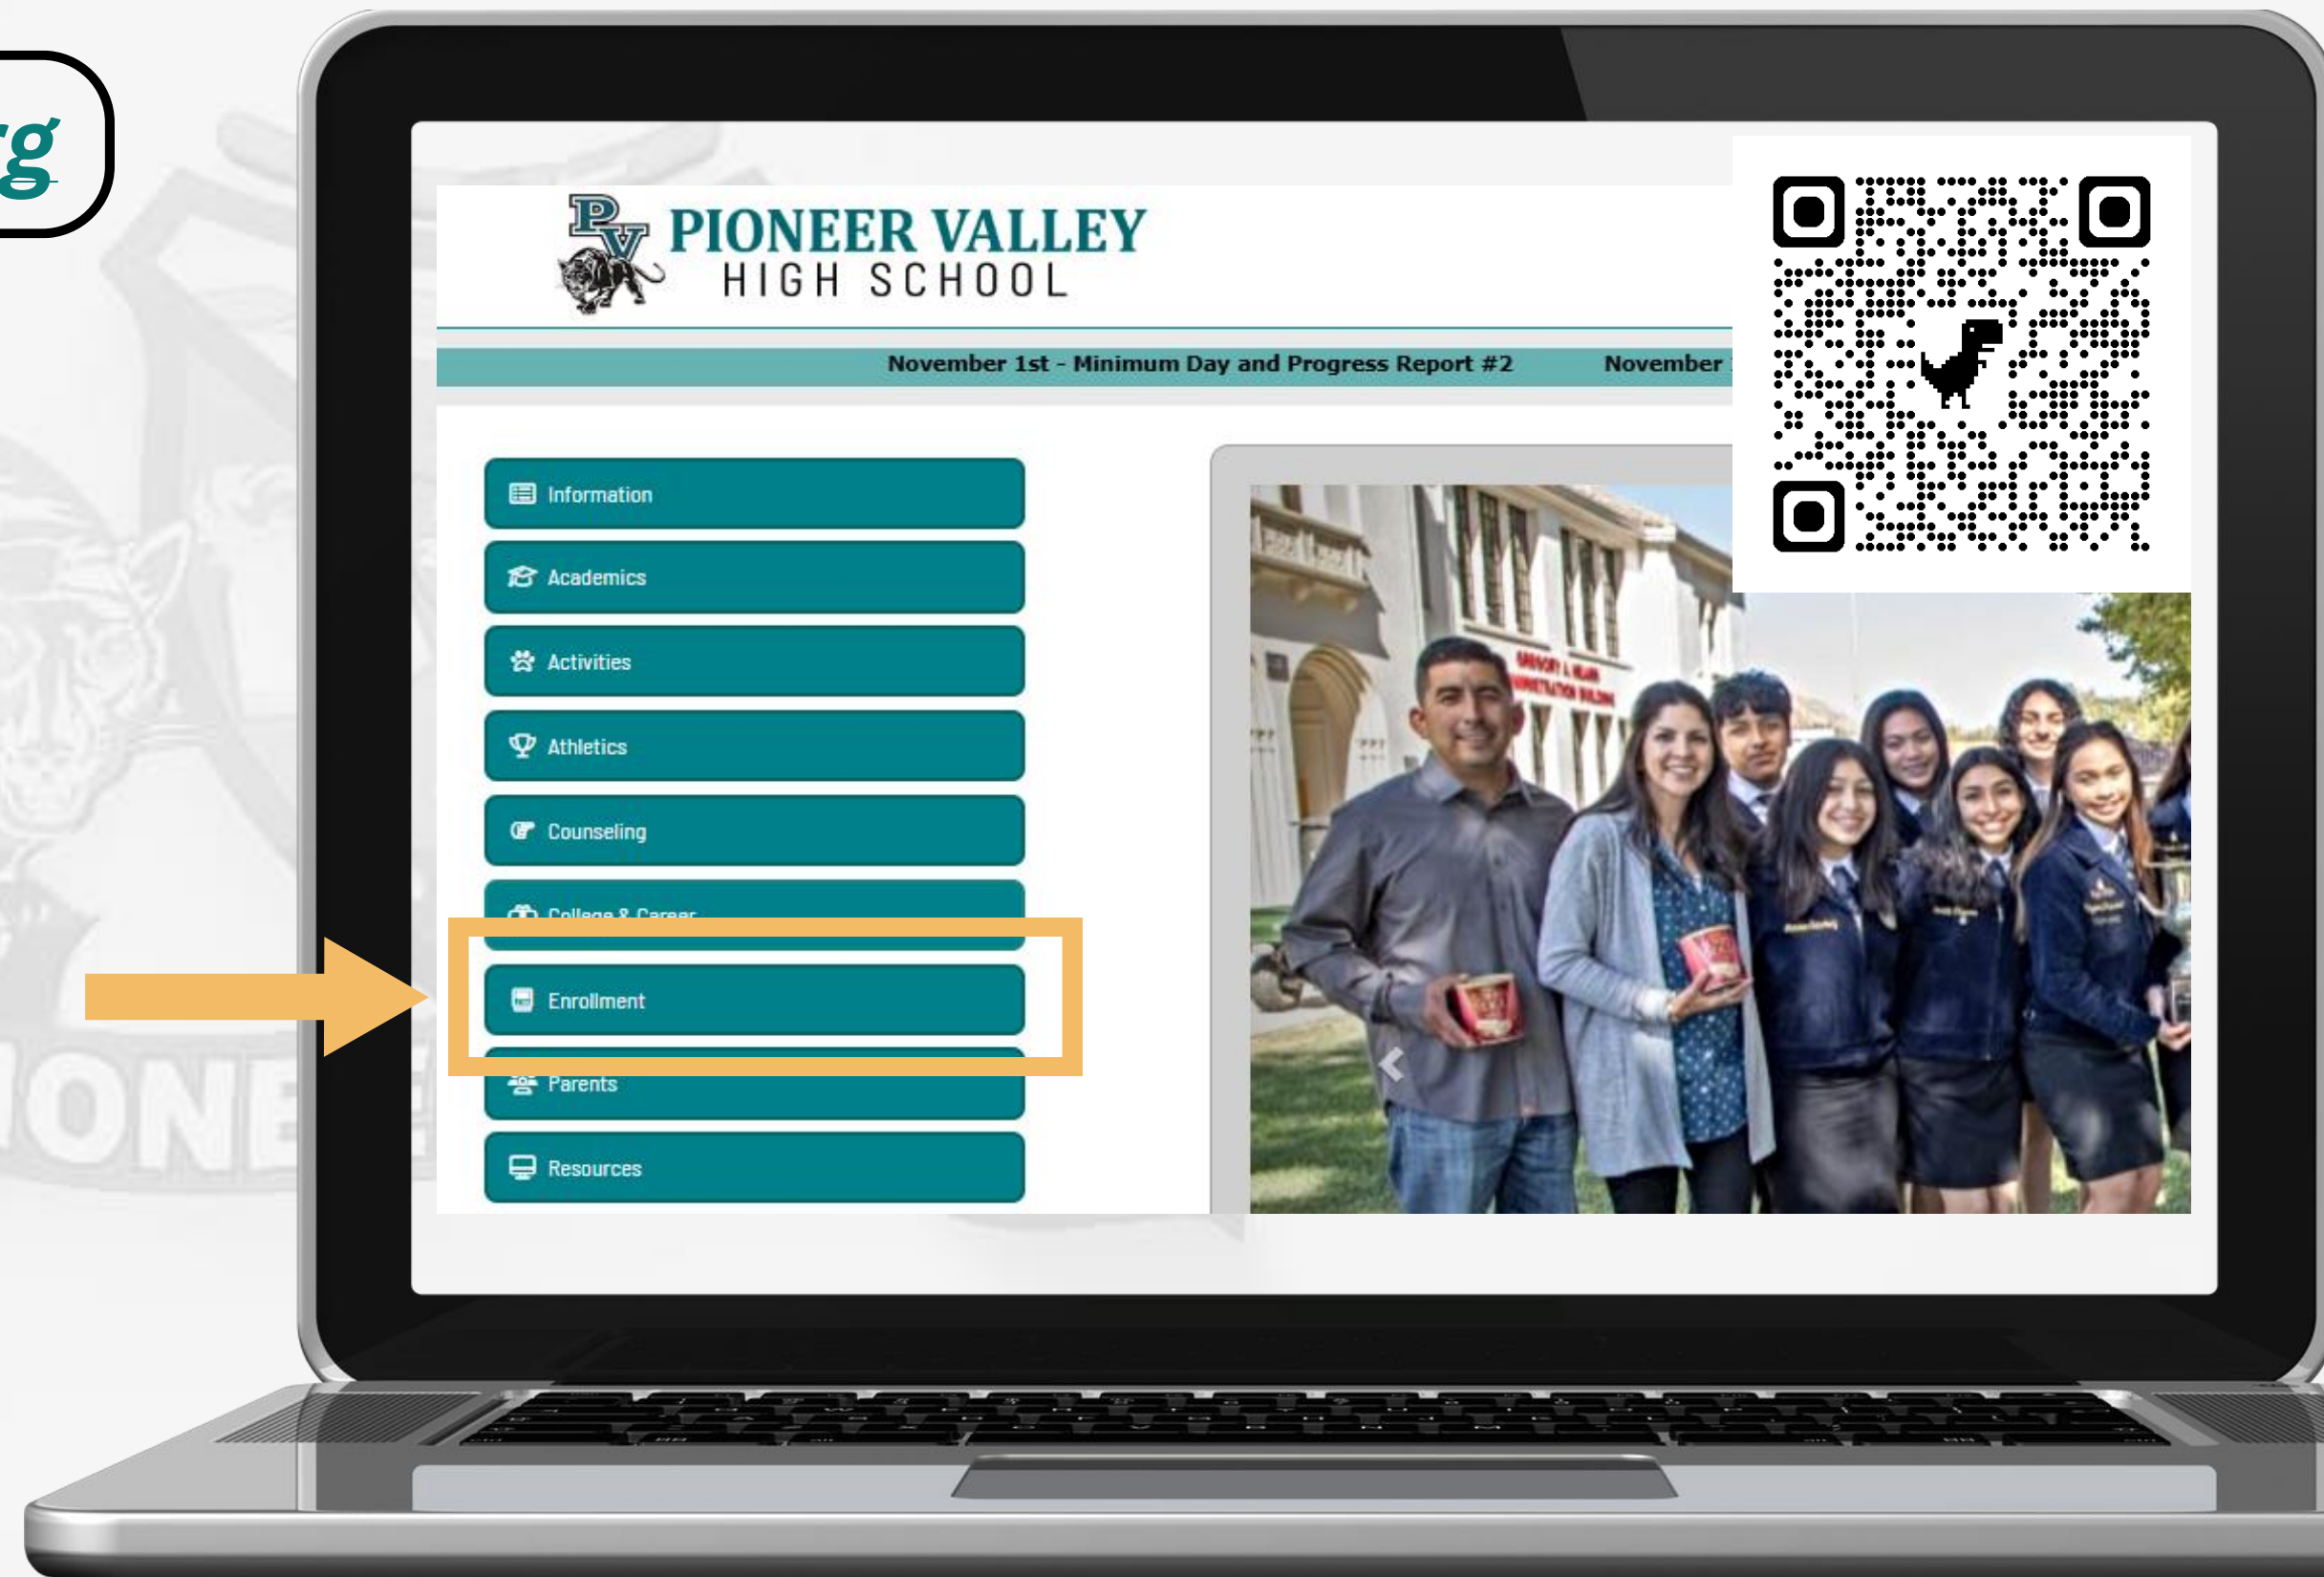 rg
PV PIONEER VALLEY
HIGH SCHOOL
November 1st - Minimum Day and Progress Report #2 November
Information
Academics
Activities
Athletics
Counseling
College & Career
Enrollment
Parents
Resources